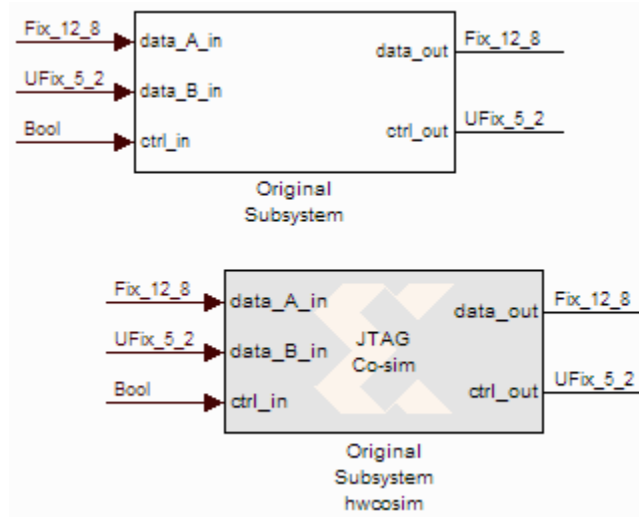 Fix_12_8
data_A_in
data_out
Fix_12_8
UFix_5_2
data_B_in
Bool
ctrl_in
ctrl_out
UFix_5_2
Original
Subsystem
Fix_12_8
data_A_in
data_out
Fix_12_8
UFix_5_2
data_B_in
JTAG
Co-sim
Bool
ctrl_in
ctrl_out
UFix_5_2
Original
Subsystem
hwcosim